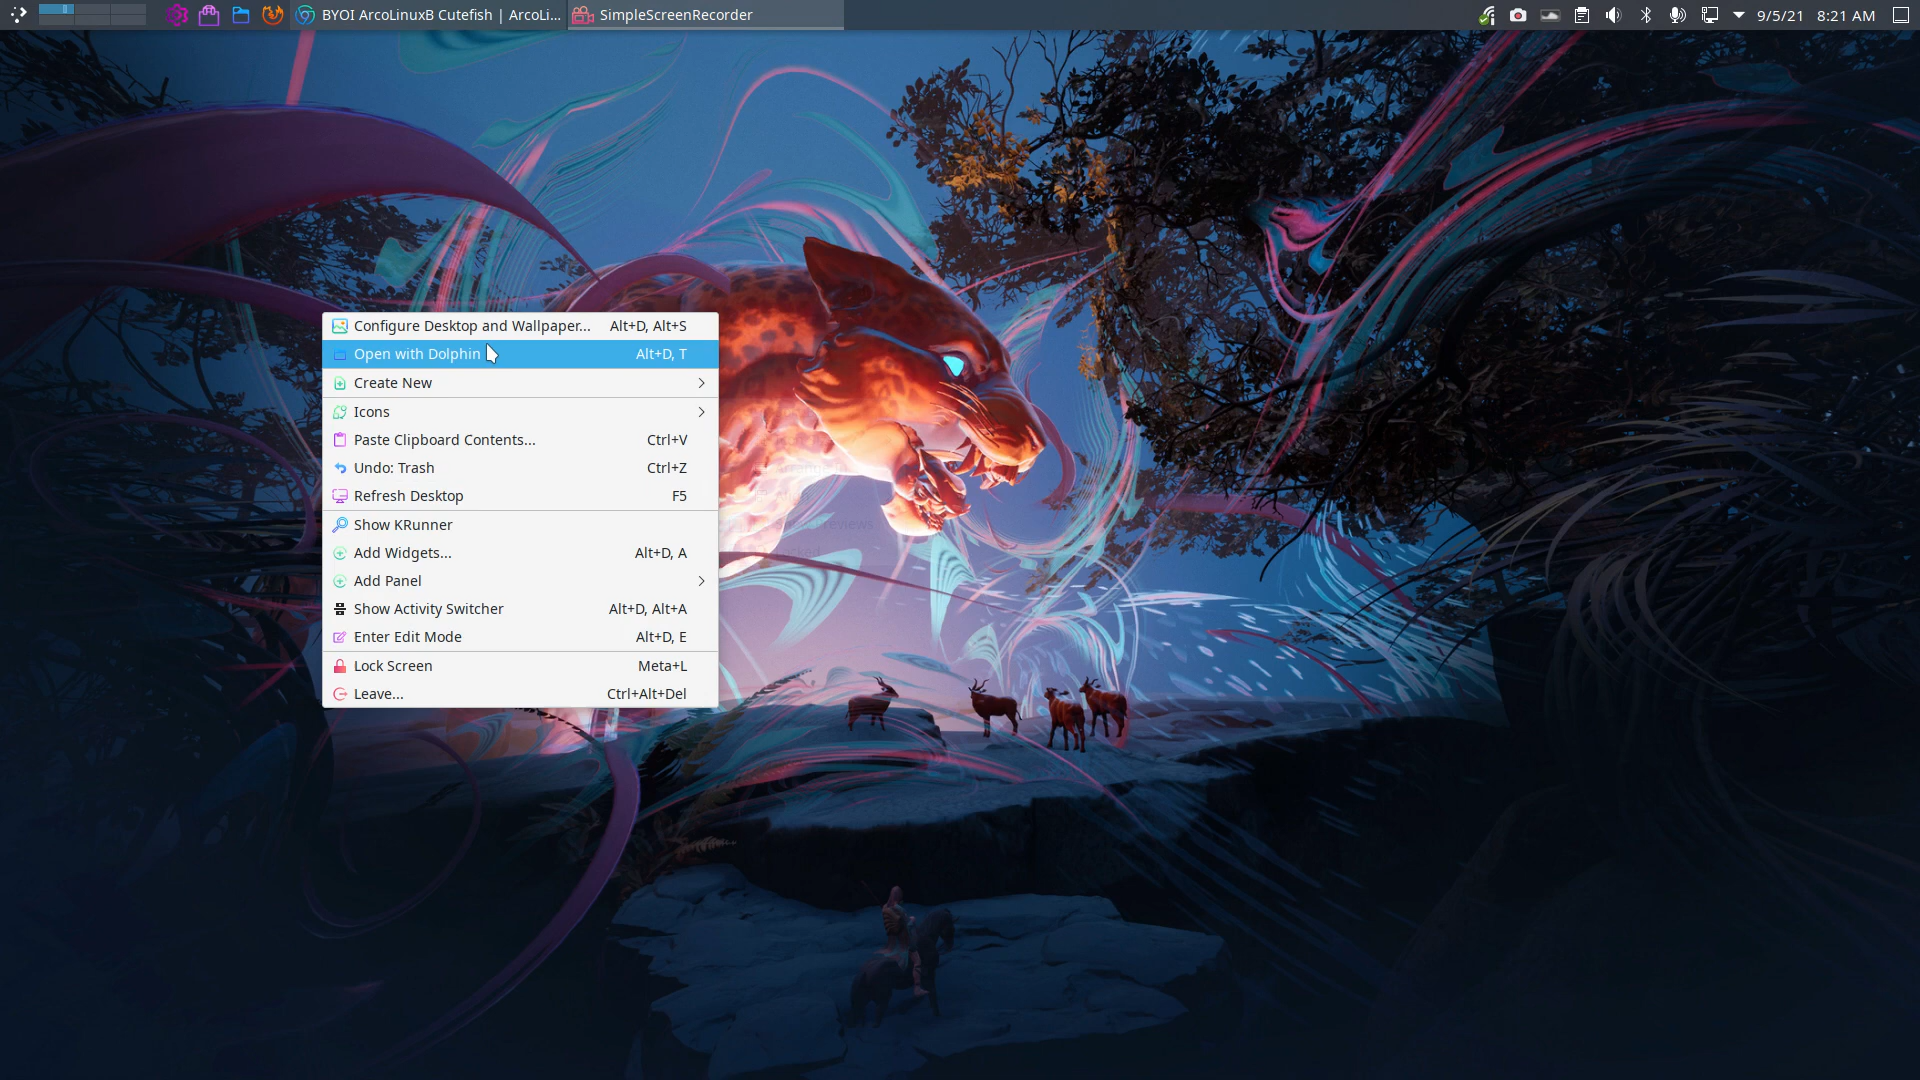 BYOI ArcoLinuxB Cutefish | ArcoLi...
SimpleScreenRecorder
9/5/21 8:21 AM
Configure Desktop and Wallpaper... Alt+D, Alt+S
Open with Dolphin Alt+D, T
Create New
Icons
Paste Clipboard Contents... Ctrl+V
Undo: Trash Ctrl+Z
Refresh Desktop F5
Show KRunner
Add Widgets... Alt+D, A
Add Panel
Show Activity Switcher Alt+D, Alt+A
Enter Edit Mode Alt+D, E
Lock Screen Meta+L
Leave... Ctrl+Alt+Del